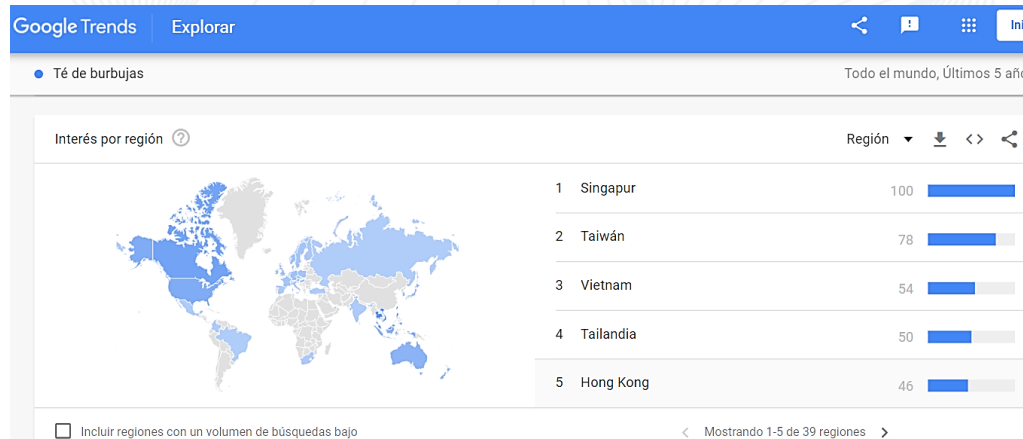 Google Trends Explorar Ini
Té de burbujas Todo el mundo, Últimos 5 año
Interés por región ? Región
1 Singapur 100
2 Taiwán 78
3 Vietnam 54
4 Tailandia 50
5 Hong Kong 46
Incluir regiones con un volumen de búsquedas bajo Mostrando 1-5 de 39 regiones